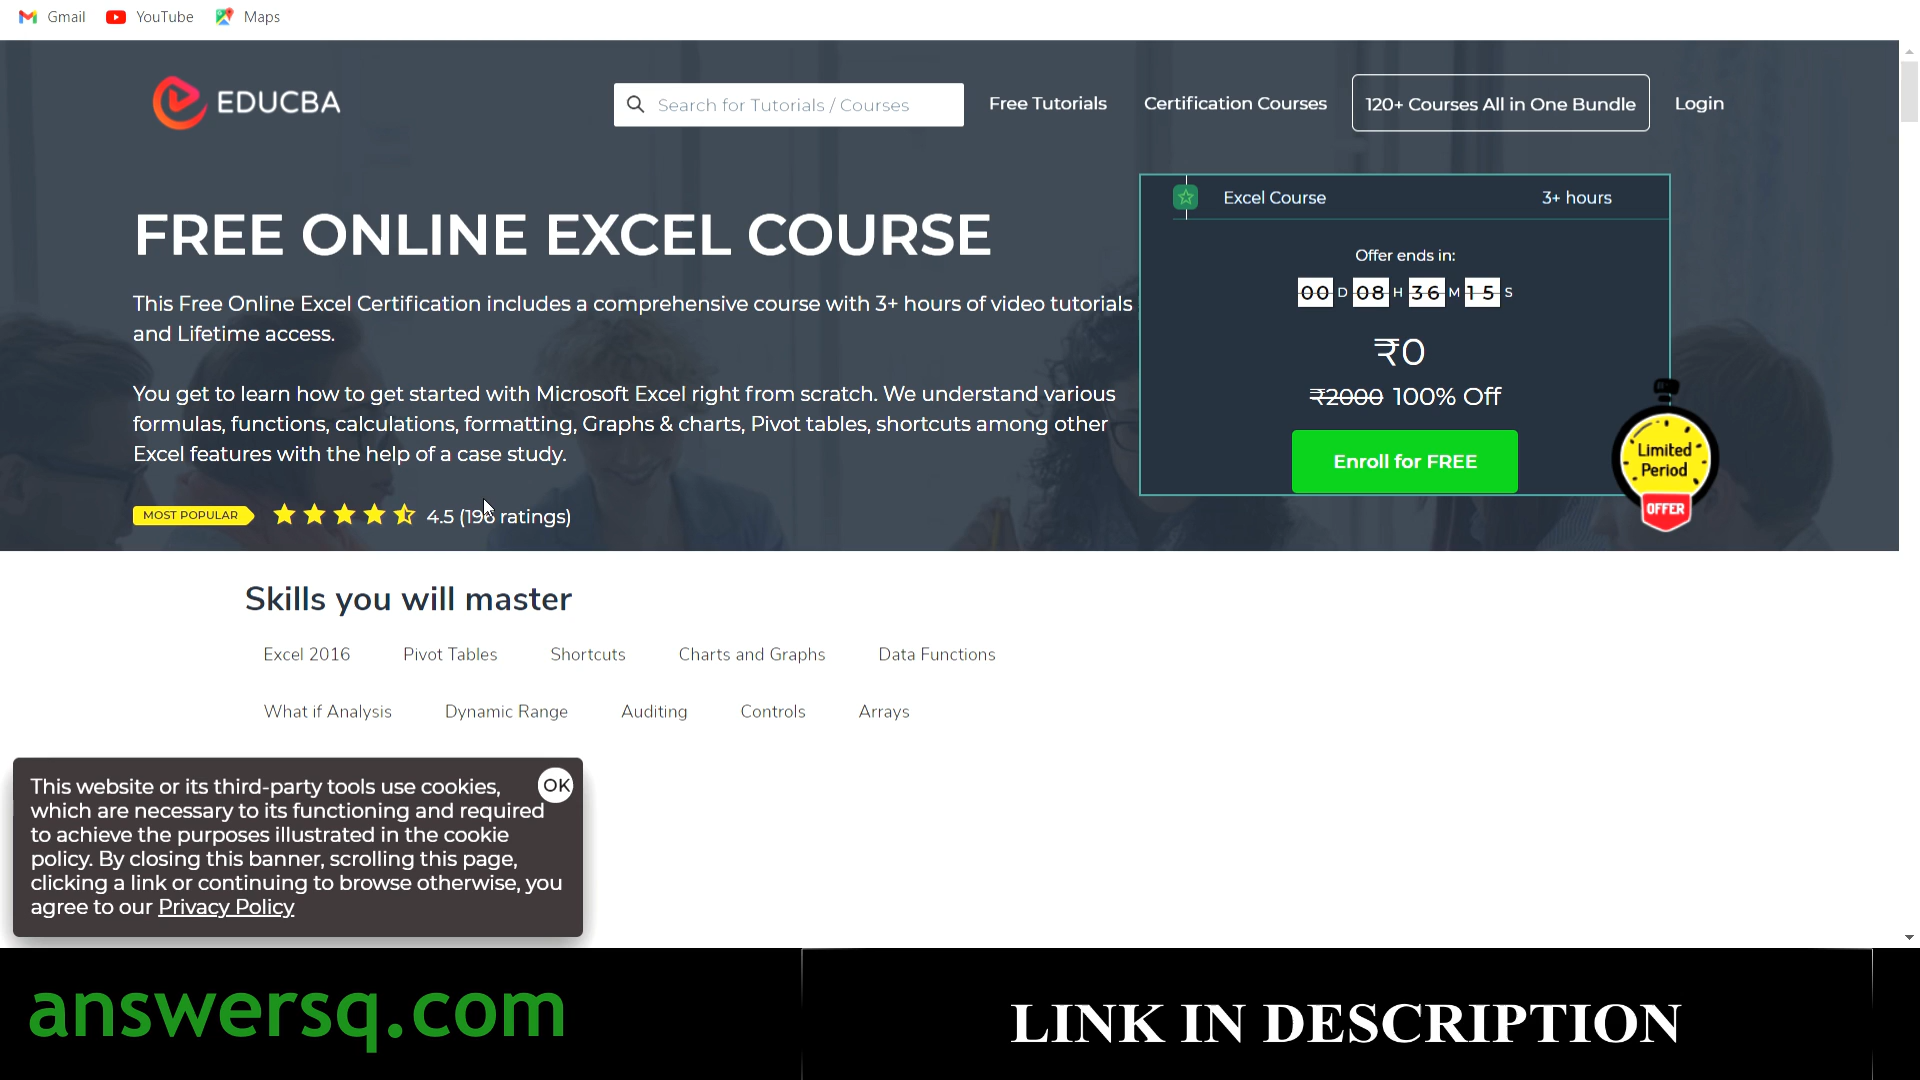 Gmail YouTube Maps
EDUCBA
Search for Tutorials / Courses
Free Tutorials
Certification Courses
120+ Courses All in One Bundle
Login
FREE ONLINE EXCEL COURSE
This Free Online Excel Certification includes a comprehensive course with 3+ hours of video tutorials
and Lifetime access.
You get to learn how to get started with Microsoft Excel right from scratch. We understand various
formulas, functions, calculations, formatting, Graphs & charts, Pivot tables, shortcuts among other
Excel features with the help of a case study.
MOST POPULAR 4.5 ratings)
Excel Course 3+ hours
Offer ends in:
00 D 08 H 36 M 15 S
₹0
₹2000 100% Off
Enroll for FREE
Limited
Period
OFFER
Skills you will master
Excel 2016 Pivot Tables Shortcuts Charts and Graphs Data Functions
What if Analysis Dynamic Range Auditing Controls Arrays
This website or its third-party tools use cookies, OK
which are necessary to its functioning and required
to achieve the purposes illustrated in the cookie
policy. By closing this banner, scrolling this page,
clicking a link or continuing to browse otherwise, you
agree to our Privacy Policy
answersq.com
LINK IN DESCRIPTION